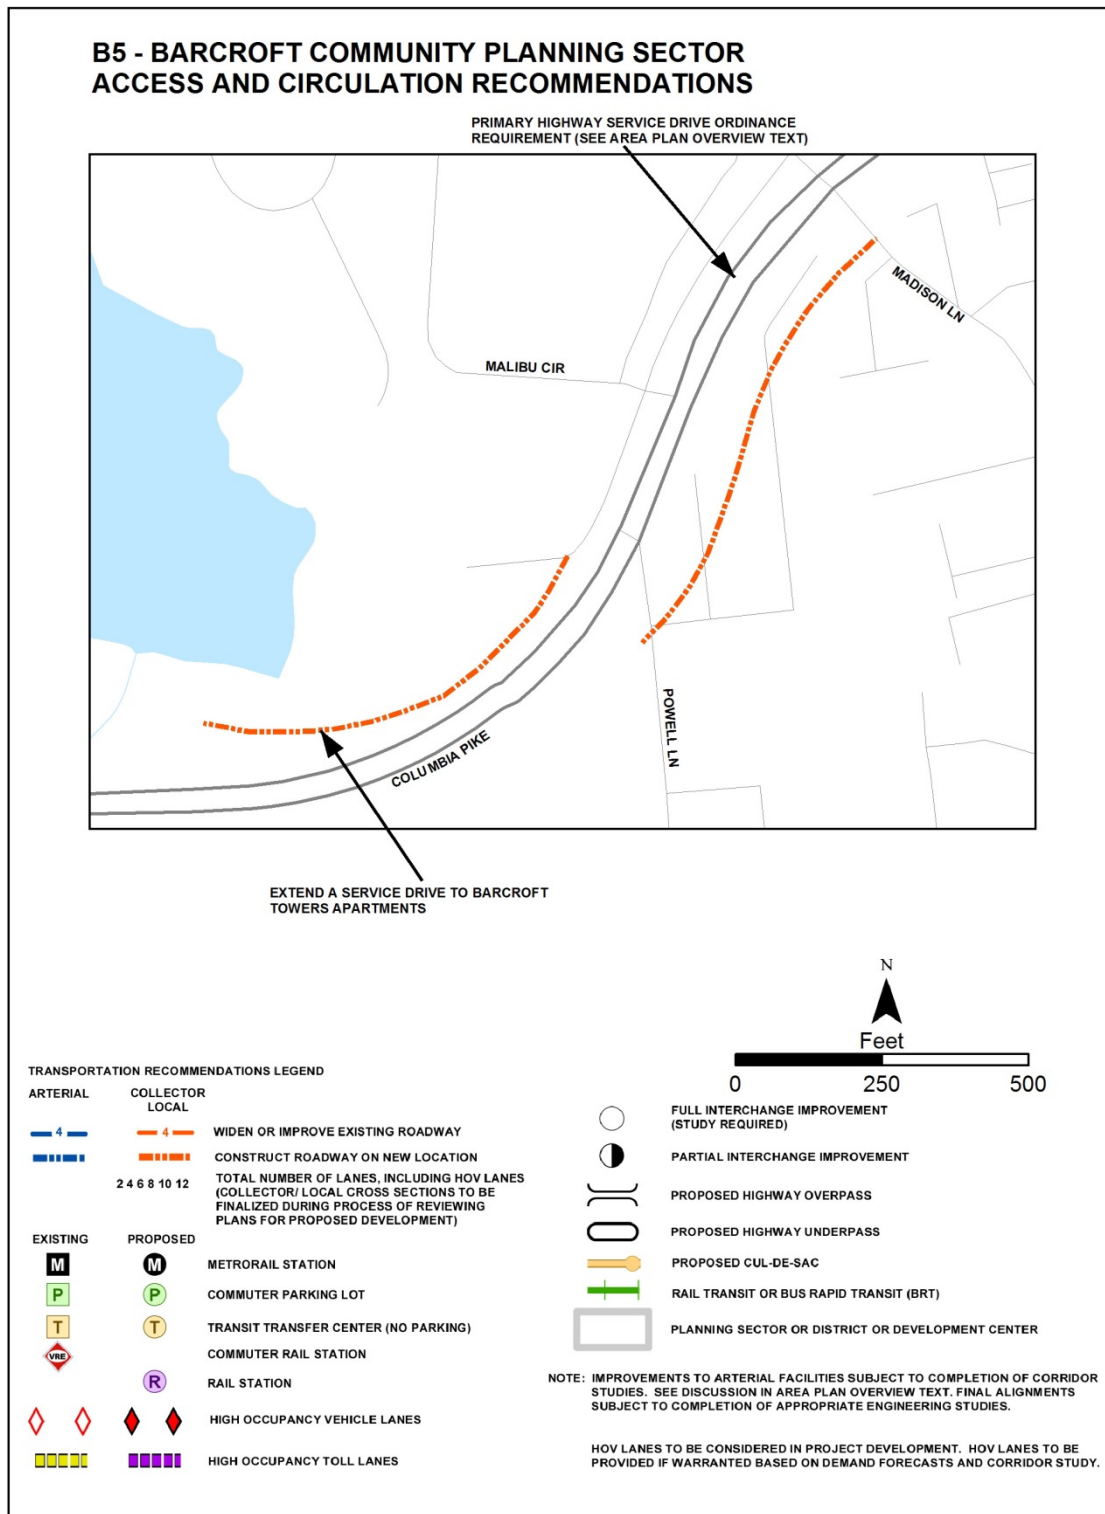 B5 - BARCROFT COMMUNITY PLANNING SECTOR
ACCESS AND CIRCULATION RECOMMENDATIONS
PRIMARY HIGHWAY SERVICE DRIVE ORDINANCE
REQUIREMENT (SEE AREA PLAN OVERVIEW TEXT)
MADISON LN
MALIBU CIR
POWELL LN
COLUMBIA PIKE
EXTEND A SERVICE DRIVE TO BARCROFT
TOWERS APARTMENTS
N
Feet
0 250 500
TRANSPORTATION RECOMMENDATIONS LEGEND
ARTERIAL COLLECTOR
LOCAL
4 4 WIDEN OR IMPROVE EXISTING ROADWAY
CONSTRUCT ROADWAY ON NEW LOCATION
2 4 6 8 10 12 TOTAL NUMBER OF LANES, INCLUDING HOV LANES
(COLLECTOR/ LOCAL CROSS SECTIONS TO BE
FINALIZED DURING PROCESS OF REVIEWING
PLANS FOR PROPOSED DEVELOPMENT)
EXISTING PROPOSED
M M METRORAIL STATION
P P COMMUTER PARKING LOT
T T TRANSIT TRANSFER CENTER (NO PARKING)
VRE COMMUTER RAIL STATION
R RAIL STATION
HIGH OCCUPANCY VEHICLE LANES
HIGH OCCUPANCY TOLL LANES
FULL INTERCHANGE IMPROVEMENT
(STUDY REQUIRED)
PARTIAL INTERCHANGE IMPROVEMENT
PROPOSED HIGHWAY OVERPASS
PROPOSED HIGHWAY UNDERPASS
PROPOSED CUL-DE-SAC
RAIL TRANSIT OR BUS RAPID TRANSIT (BRT)
PLANNING SECTOR OR DISTRICT OR DEVELOPMENT CENTER
NOTE: IMPROVEMENTS TO ARTERIAL FACILITIES SUBJECT TO COMPLETION OF CORRIDOR
STUDIES. SEE DISCUSSION IN AREA PLAN OVERVIEW TEXT. FINAL ALIGNMENTS
SUBJECT TO COMPLETION OF APPROPRIATE ENGINEERING STUDIES.
HOV LANES TO BE CONSIDERED IN PROJECT DEVELOPMENT. HOV LANES TO BE
PROVIDED IF WARRANTED BASED ON DEMAND FORECASTS AND CORRIDOR STUDY.